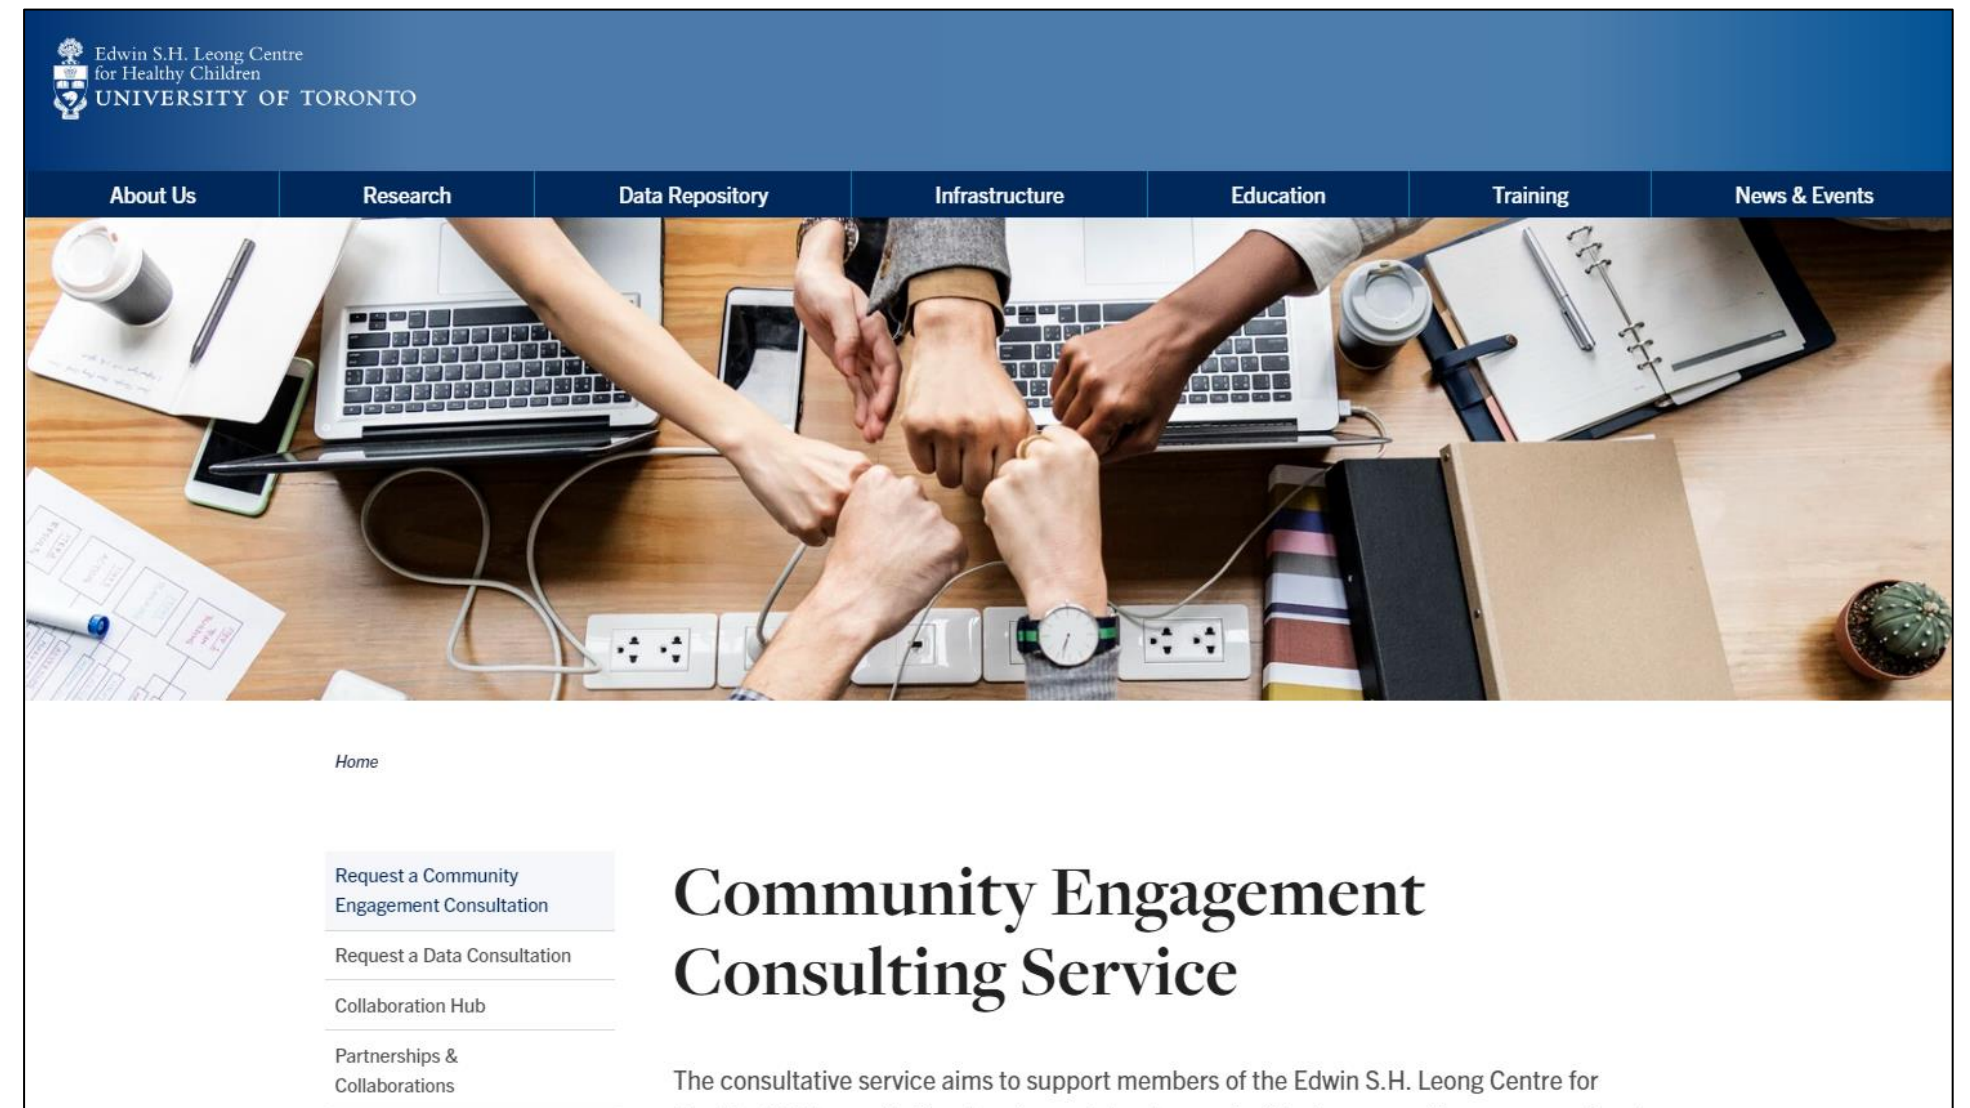 Edwin S.H. Leong Centre
for Healthy Children
UNIVERSITY OF TORONTO
About Us
Research
Data Repository
Infrastructure
Education
Training
News & Events
Home
Request a Community
Engagement Consultation
Request a Data Consultation
Collaboration Hub
Partnerships &
Collaborations
Community Engagement
Consulting Service
The consultative service aims to support members of the Edwin S.H. Leong Centre for